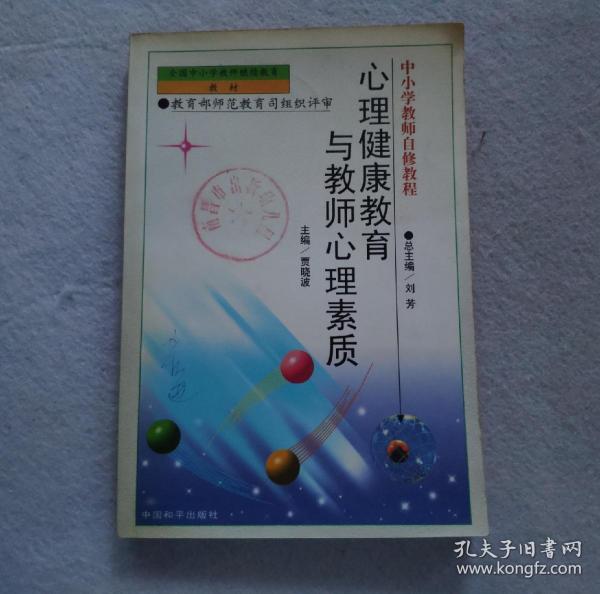 全国中小学教师继续教育
教材
●教育部师范教育司组织评审
中小学教师自修教程
●总主编/刘芳
心理健康教育
与教师心理素质
主编/贾晓波
中国和平出版社
孔夫子旧书网
www.kongfz.com